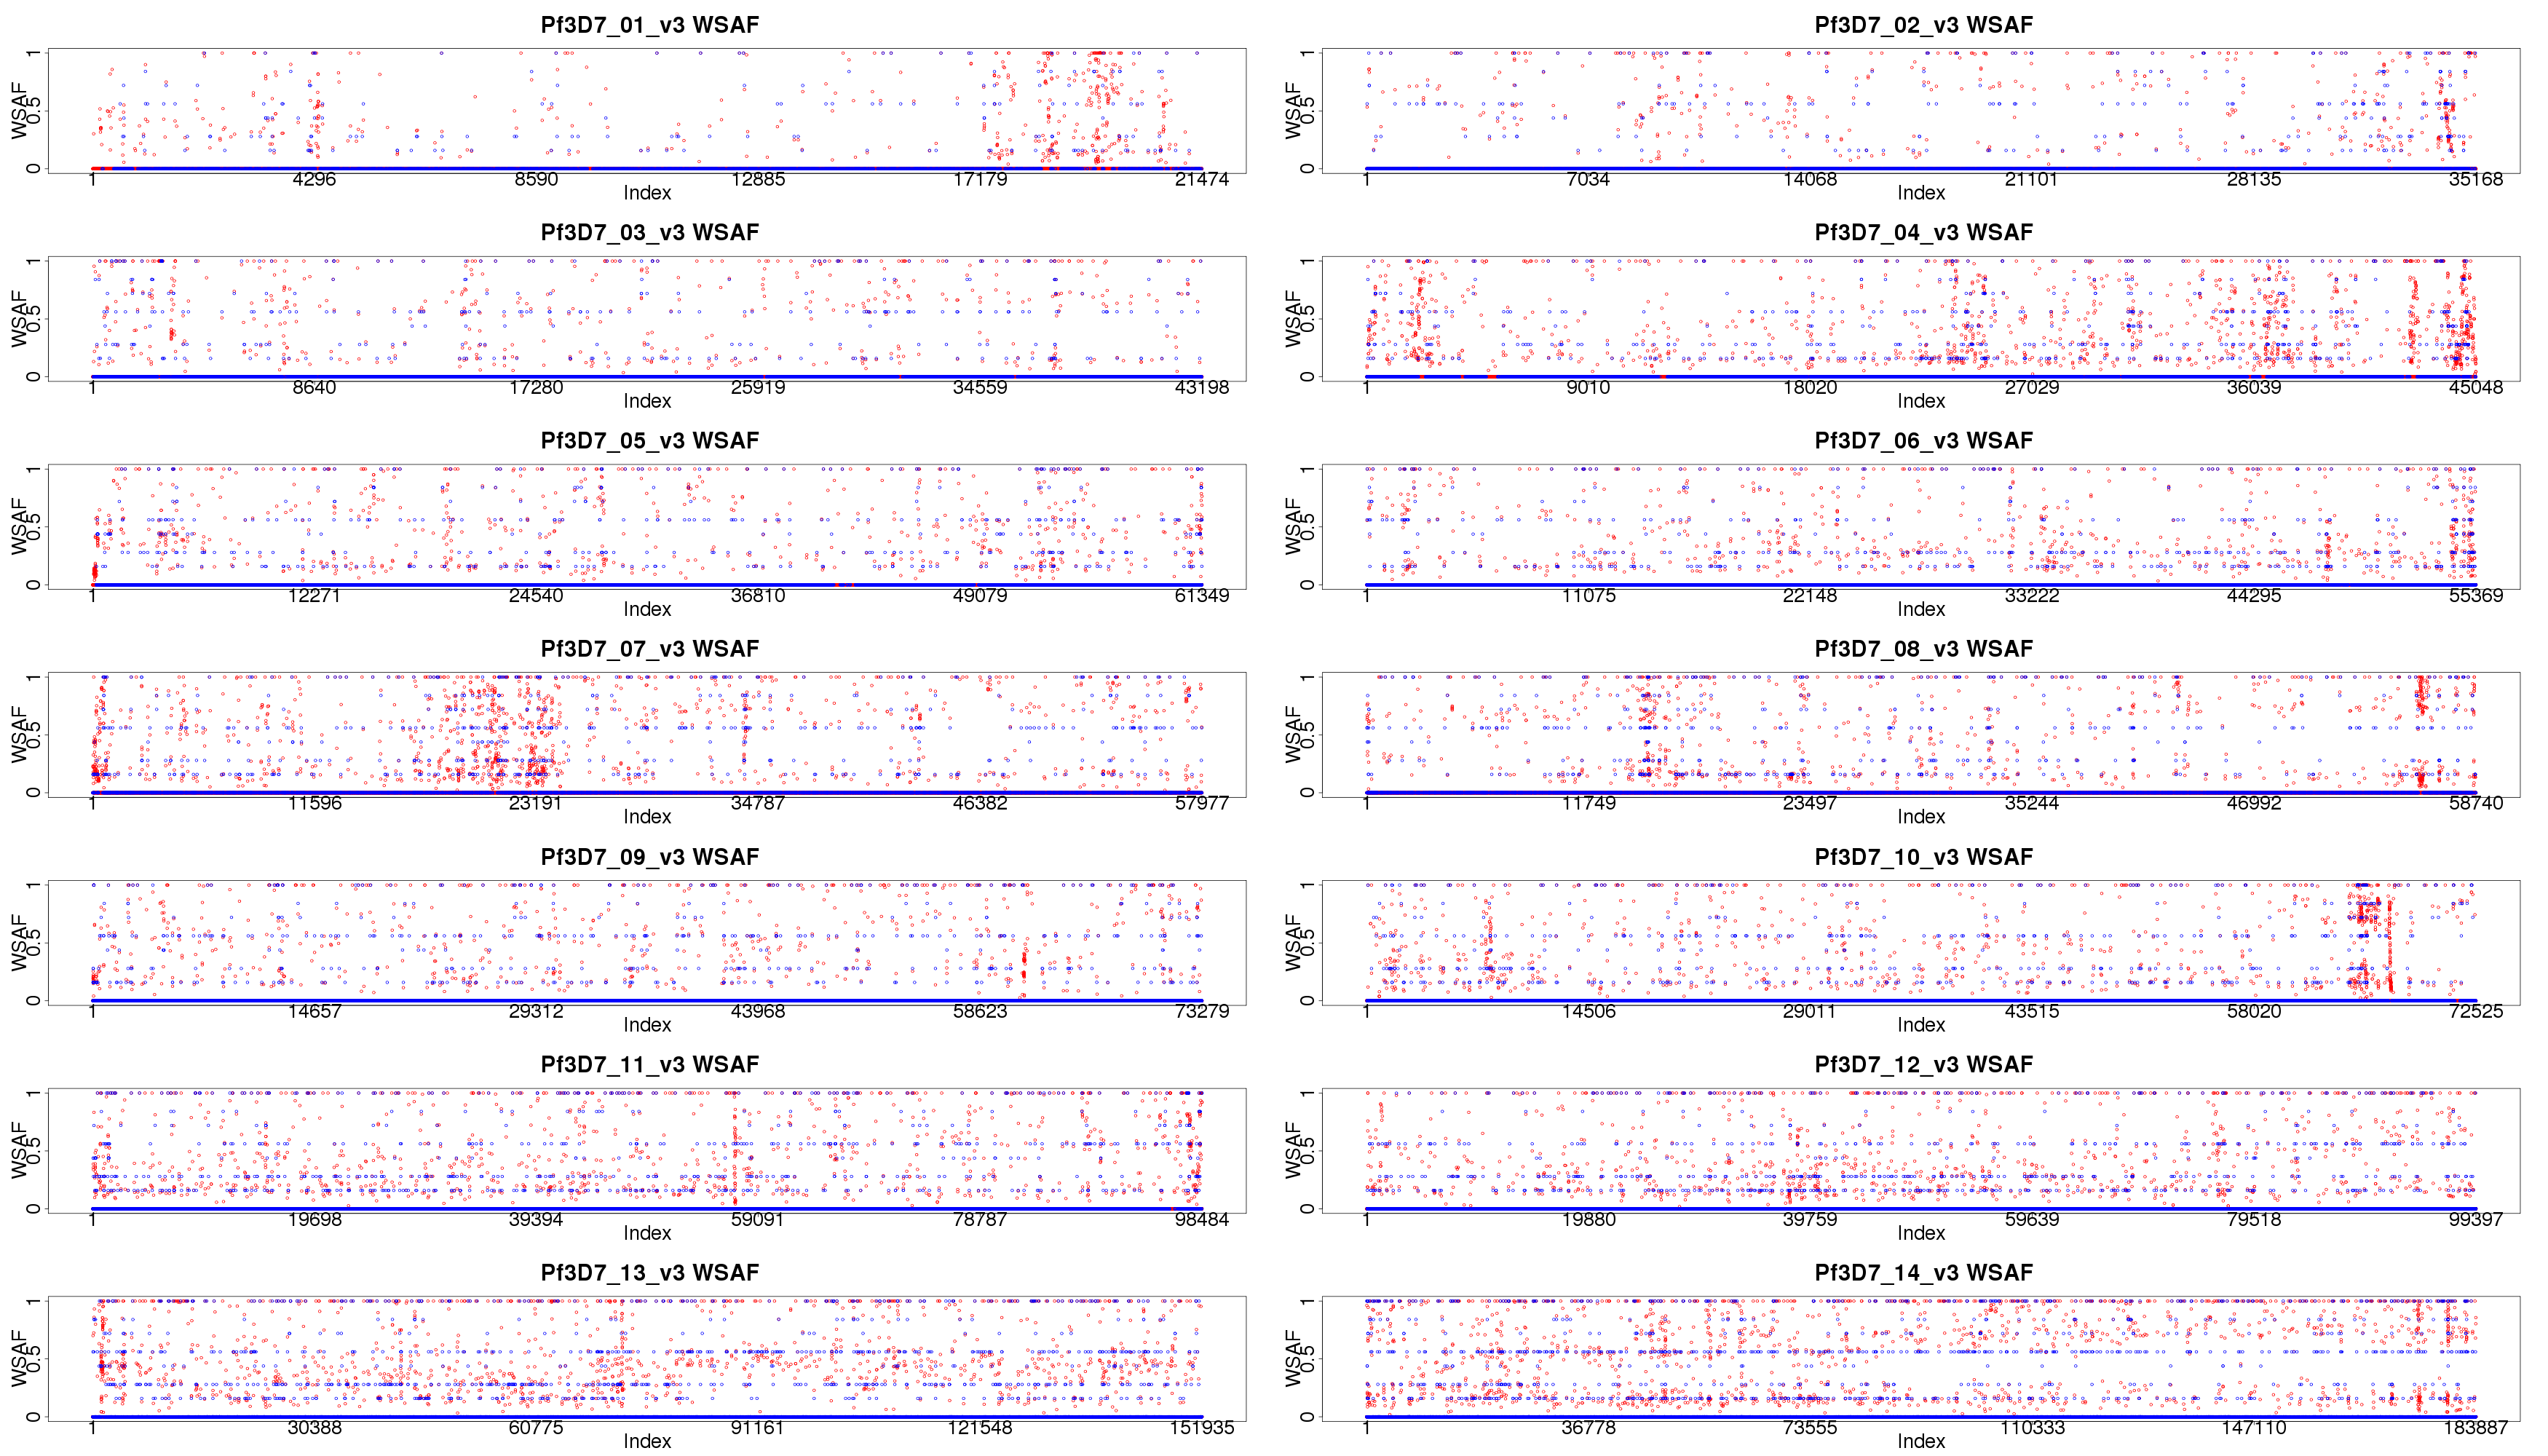 Pf3D7_01_v3 WSAF
WSAF
0 0.5 1
1 4296 8590 12885 17179 21474
Index
Pf3D7_02_v3 WSAF
WSAF
0 0.5 1
1 7034 14068 21101 28135 35168
Index
Pf3D7_03_v3 WSAF
WSAF
0 0.5 1
1 8640 17280 25919 34559 43198
Index
Pf3D7_04_v3 WSAF
WSAF
0 0.5 1
1 9010 18020 27029 36039 45048
Index
Pf3D7_05_v3 WSAF
WSAF
0 0.5 1
1 12271 24540 36810 49079 61349
Index
Pf3D7_06_v3 WSAF
WSAF
0 0.5 1
1 11075 22148 33222 44295 55369
Index
Pf3D7_07_v3 WSAF
WSAF
0 0.5 1
1 11596 23191 34787 46382 57977
Index
Pf3D7_08_v3 WSAF
WSAF
0 0.5 1
1 11749 23497 35244 46992 58740
Index
Pf3D7_09_v3 WSAF
WSAF
0 0.5 1
1 14657 29312 43968 58623 73279
Index
Pf3D7_10_v3 WSAF
WSAF
0 0.5 1
1 14506 29011 43515 58020 72525
Index
Pf3D7_11_v3 WSAF
WSAF
0 0.5 1
1 19698 39394 59091 78787 98484
Index
Pf3D7_12_v3 WSAF
WSAF
0 0.5 1
1 19880 39759 59639 79518 99397
Index
Pf3D7_13_v3 WSAF
WSAF
0 0.5 1
1 30388 60775 91161 121548 151935
Index
Pf3D7_14_v3 WSAF
WSAF
0 0.5 1
1 36778 73555 110333 147110 183887
Index